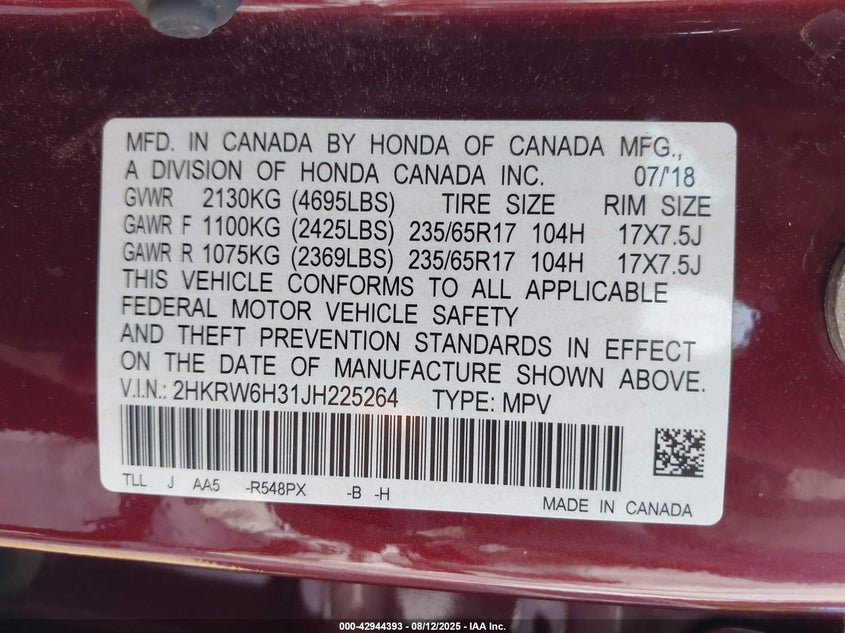 MFD. IN CANADA BY HONDA OF CANADA MFG.,
A DIVISION OF HONDA CANADA INC. 07/'18
GVWR 2130KG (4695LBS) TIRE SIZE RIM SIZE
GAWR F 1100KG (2425LBS) 235/65R17 104H 17X7.5J
GAWR R 1075KG (2369LBS) 235/65R17 104H 17X7.5J
THIS VEHICLE CONFORMS TO ALL APPLICABLE
FEDERAL MOTOR VEHICLE SAFETY
AND THEFT PREVENTION STANDARDS IN EFFECT
ON THE DATE OF MANUFACTURE SHOWN ABOVE.
V.I.N.: 2HKRW6H31JH225264 TYPE: MPV
TLL J AA5 -R548PX -B -H
MADE IN CANADA
000-42944393 - 08/12/2025 - IAA Inc.